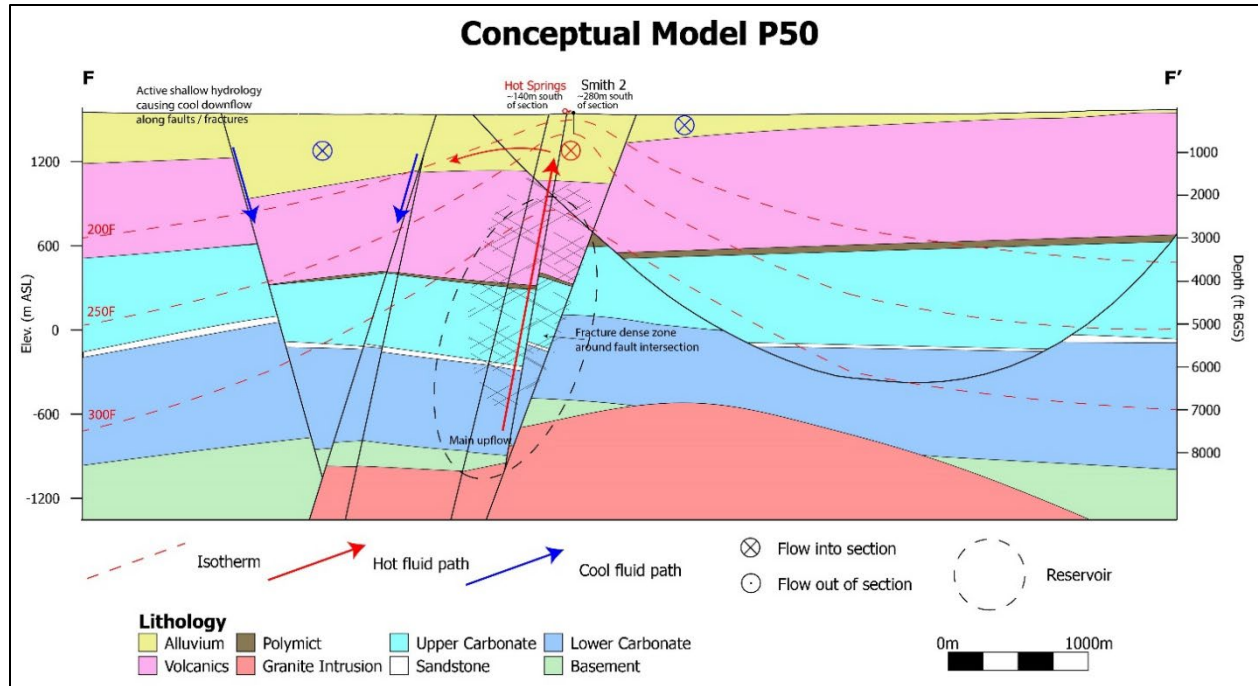 Conceptual Model P50
F
F'
Active shallow hydrology
causing cool downflow
along faults / fractures
Hot Springs
~140m south
of section
Smith 2
~280m south
of section
1200
600
0
-600
-1200
Elev. (m ASL)
1000
2000
3000
4000
5000
6000
7000
8000
Depth (ft BGS)
200F
250F
300F
Fracture dense zone
around fault intersection
Main upflow
Isotherm
Hot fluid path
Cool fluid path
Flow into section
Flow out of section
Reservoir
Lithology
Alluvium
Polymict
Upper Carbonate
Lower Carbonate
Volcanics
Granite Intrusion
Sandstone
Basement
0m
1000m